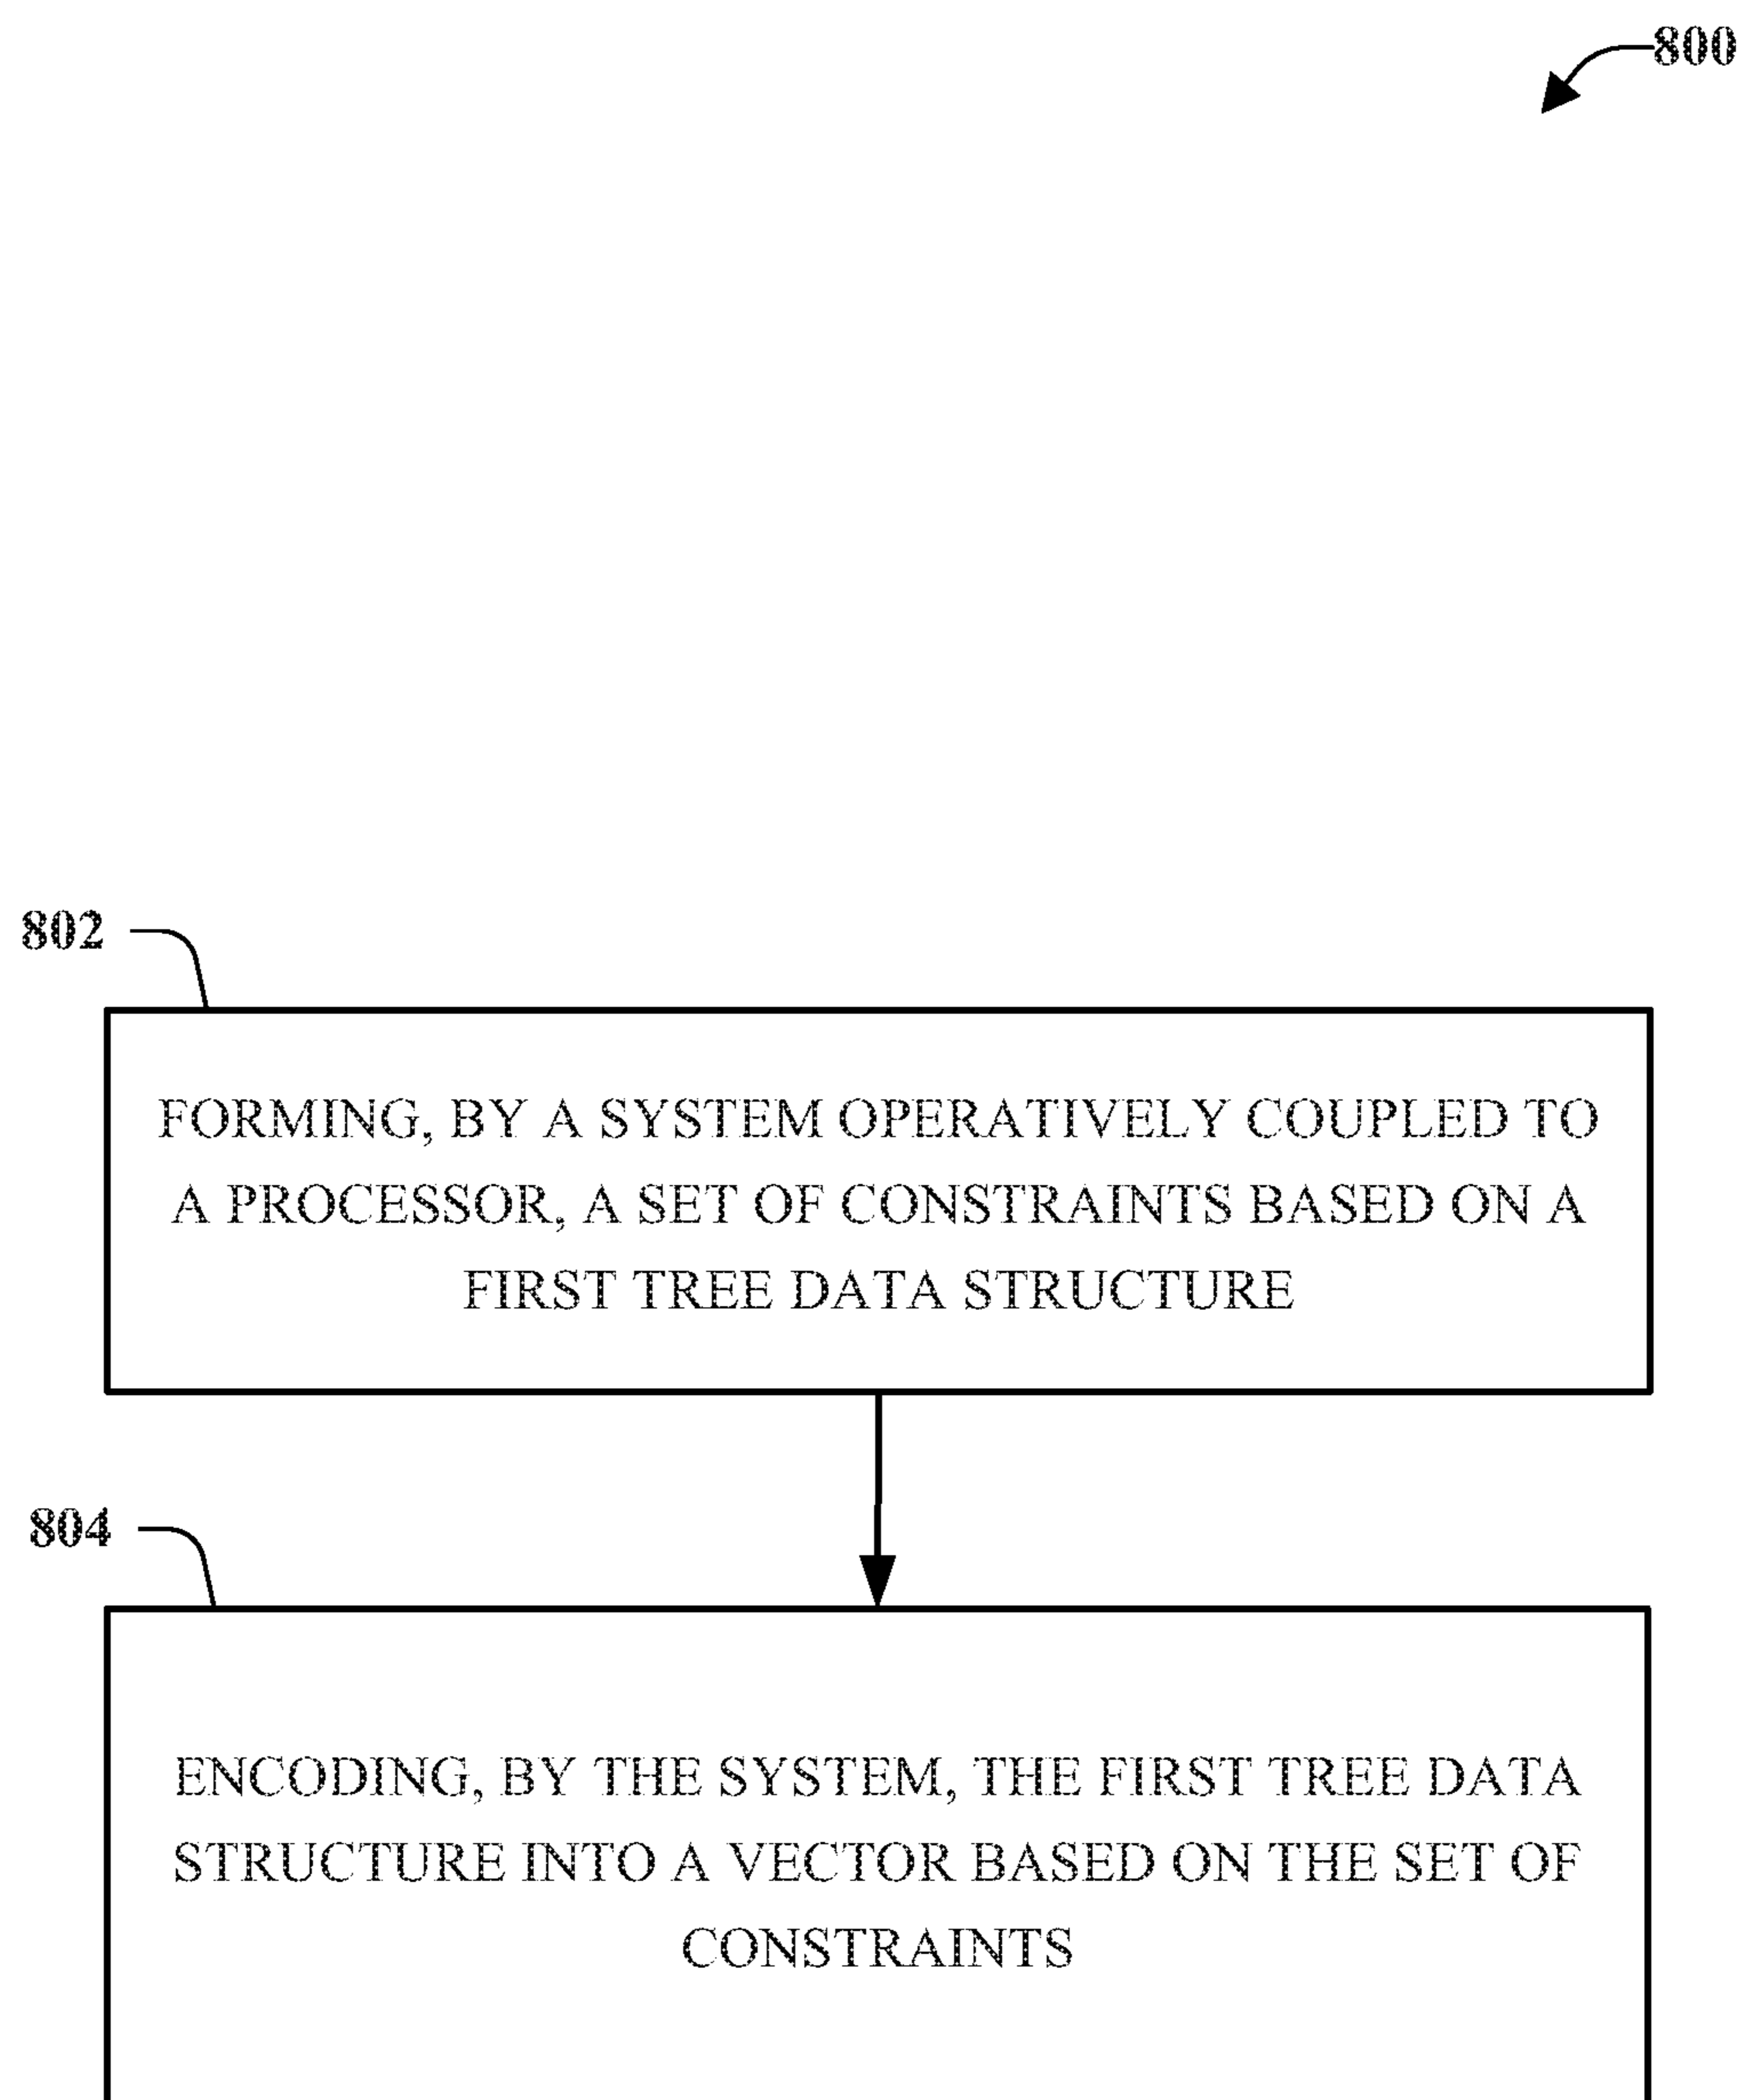 800
802
FORMING, BY A SYSTEM OPERATIVELY COUPLED TO
A PROCESSOR, A SET OF CONSTRAINTS BASED ON A
FIRST TREE DATA STRUCTURE
804
ENCODING, BY THE SYSTEM, THE FIRST TREE DATA
STRUCTURE INTO A VECTOR BASED ON THE SET OF
CONSTRAINTS